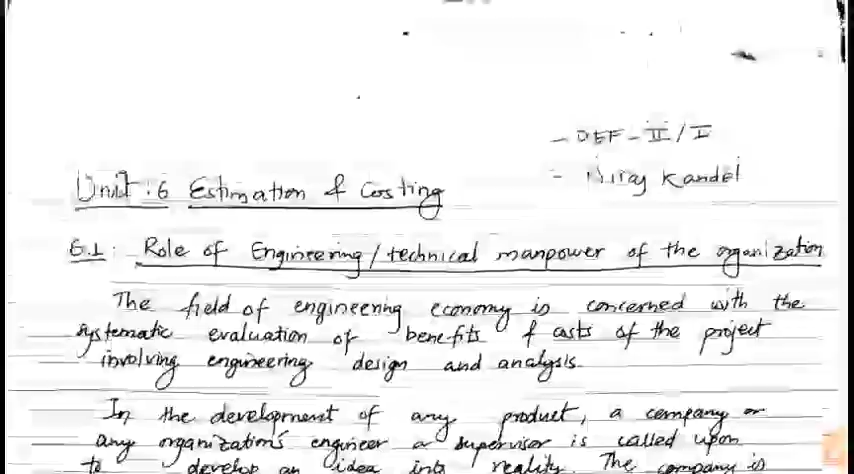 - DEF - II / I
- Niraj Kandel
Unit : 6 Estimation & Costing
6.1 : Role of Engineering / technical manpower of the organization
The field of engineering economy is concerned with the
systematic evaluation of benefits & costs of the project
involving engineering design and analysis.
In the development of any product, a company or
any organization's engineer or supervisor is called upon
to develop an idea into reality. The company is